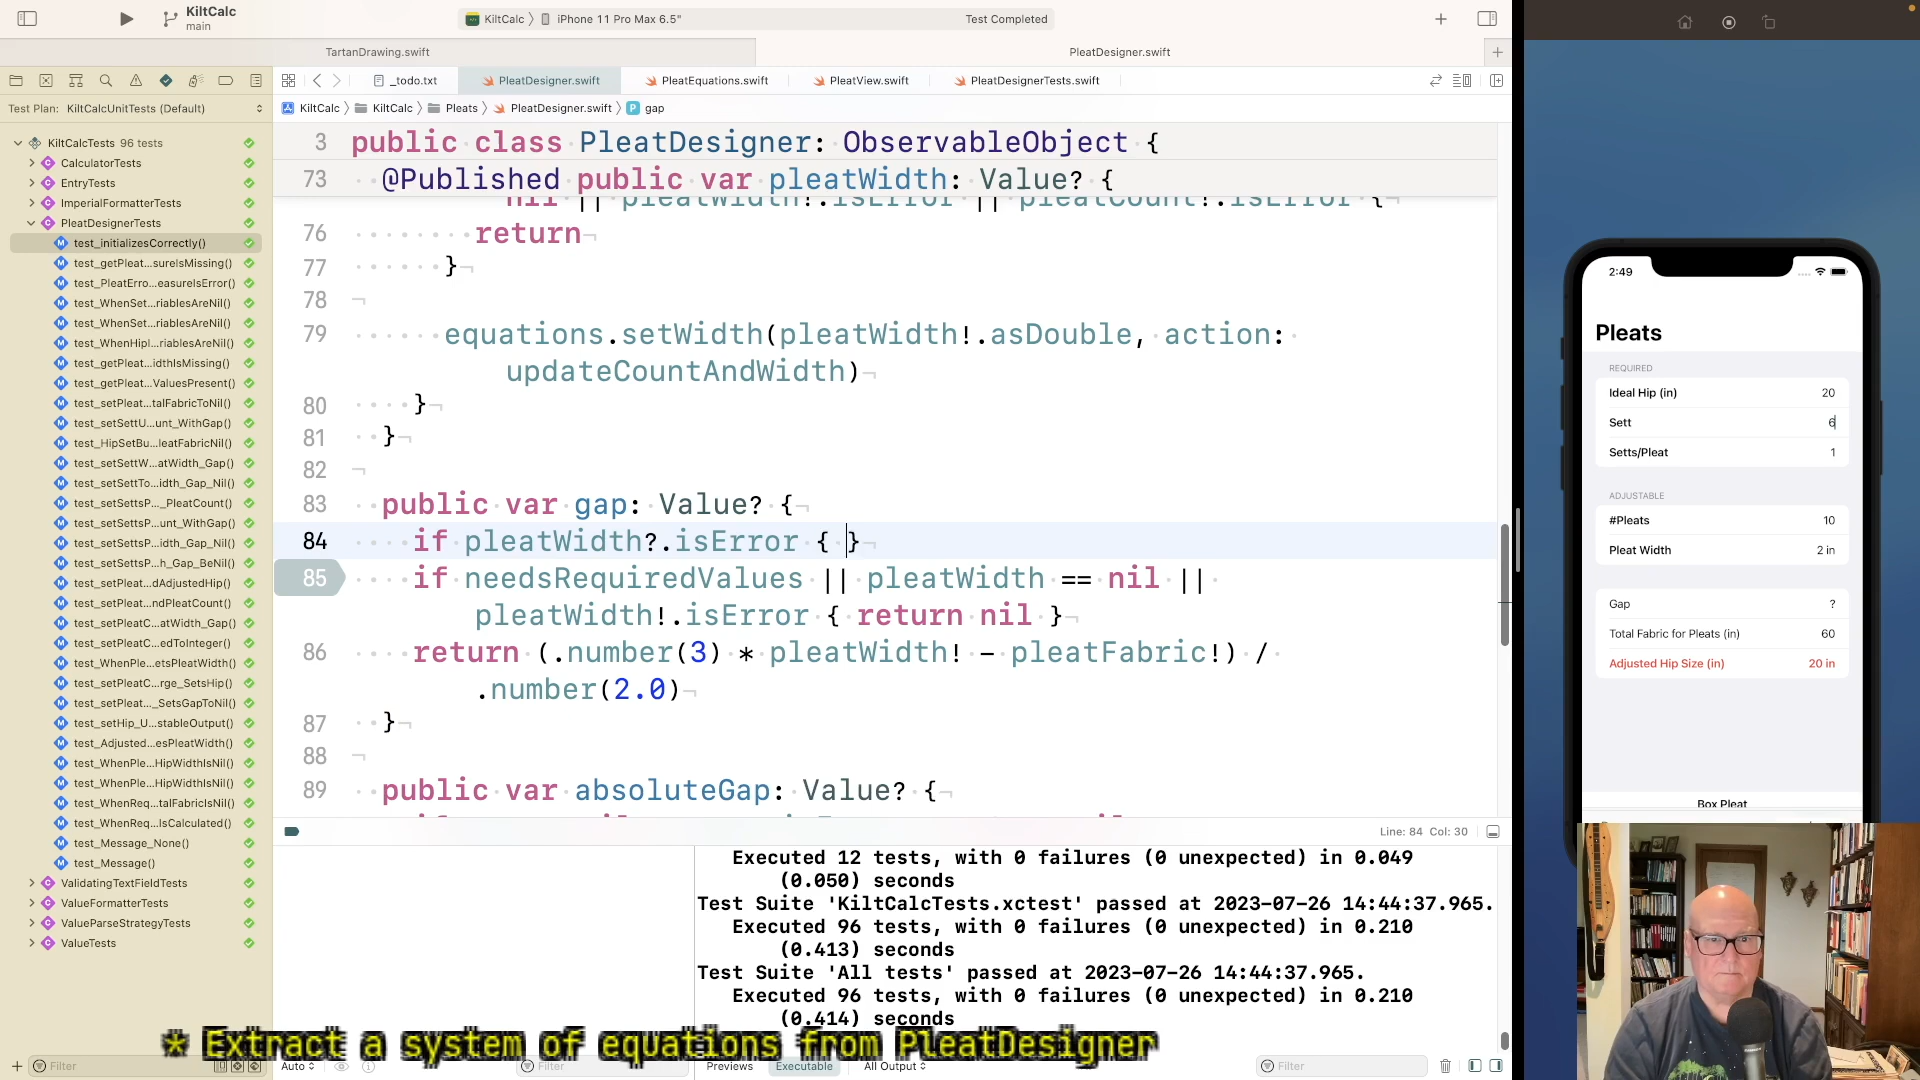 KiltCalc
main
KiltCalc
iPhone 11 Pro Max 6.5"
Test Completed
TartanDrawing.swift
PleatDesigner.swift
_todo.txt
PleatDesigner.swift
PleatEquations.swift
PleatView.swift
PleatDesignerTests.swift
Test Plan: KiltCalcUnitTests (Default)
KiltCalc
KiltCalc
Pleats
PleatDesigner.swift
gap
KiltCalcTests 96 tests
CalculatorTests
EntryTests
ImperialFormatterTests
PleatDesignerTests
test_initializesCorrectly()
test_getPleat...sureIsMissing()
test_PleatErro...easureIsError()
test_WhenSet...riablesAreNil()
test_WhenSet...riablesAreNil()
test_WhenHipI...riablesAreNil()
test_getPleat...idthIsMissing()
test_getPleat...ValuesPresent()
test_setPleat...talFabricToNil()
test_setSettU...unt_WithGap()
test_HipSetBu...leatFabricNil()
test_setSettW...atWidth_Gap()
test_setSettTo...idth_Gap_Nil()
test_setSettsP..._PleatCount()
test_setSettsP...unt_WithGap()
test_setSettsP...idth_Gap_Nil()
test_setSettsP...h_Gap_BeNil()
test_setPleat...dAdjustedHip()
test_setPleat...ndPleatCount()
test_setPleatC...atWidth_Gap()
test_setPleatC...edToInteger()
test_WhenPle...etsPleatWidth()
test_setPleatC...rge_SetsHip()
test_setPleat..._SetsGapToNil()
test_setHip_U...stableOutput()
test_Adjusted...esPleatWidth()
test_WhenPle...HipWidthIsNil()
test_WhenPle...HipWidthIsNil()
test_WhenReq...talFabricIsNil()
test_WhenReq...IsCalculated()
test_Message_None()
test_Message()
ValidatingTextFieldTests
ValueFormatterTests
ValueParseStrategyTests
ValueTests
Filter
3 public class PleatDesigner: ObservableObject {
73 @Published public var pleatWidth: Value? {
nil || pleatWidth!.isError || pleatCount!.isError {
76 return
77 }
78
79 equations.setWidth(pleatWidth!.asDouble, action:
updateCountAndWidth)
80 }
81 }
82
83 public var gap: Value? {
84 if pleatWidth?.isError { }
85 if needsRequiredValues || pleatWidth == nil ||
pleatWidth!.isError { return nil }
86 return (.number(3) * pleatWidth! - pleatFabric!) /
.number(2.0)
87 }
88
89 public var absoluteGap: Value? {
Line: 84 Col: 30
Executed 12 tests, with 0 failures (0 unexpected) in 0.049
(0.050) seconds
Test Suite 'KiltCalcTests.xctest' passed at 2023-07-26 14:44:37.965.
Executed 96 tests, with 0 failures (0 unexpected) in 0.210
(0.413) seconds
Test Suite 'All tests' passed at 2023-07-26 14:44:37.965.
Executed 96 tests, with 0 failures (0 unexpected) in 0.210
(0.414) seconds
* Extract a system of equations from PleatDesigner
Auto
Filter
Previews
Executable
All Output
Filter
2:49
Pleats
REQUIRED
Ideal Hip (in) 20
Sett 6
Setts/Pleat 1
ADJUSTABLE
#Pleats 10
Pleat Width 2 in
Gap ?
Total Fabric for Pleats (in) 60
Adjusted Hip Size (in) 20 in
Box Pleat